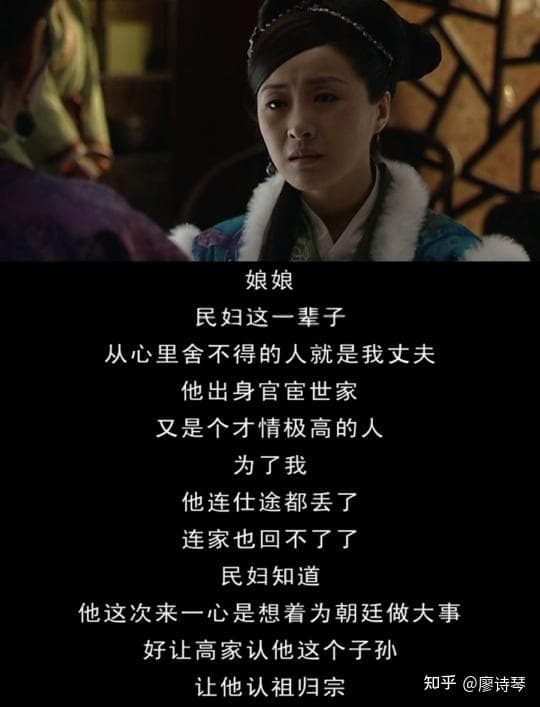 娘娘
民妇这一辈子
从心里舍不得的人就是我丈夫
他出身官宦世家
又是个才情极高的人
为了我
他连仕途都丢了
连家也回不了了
民妇知道
他这次来一心是想着为朝廷做大事
好让高家认他这个子孙
让他认祖归宗
知乎 @廖诗琴